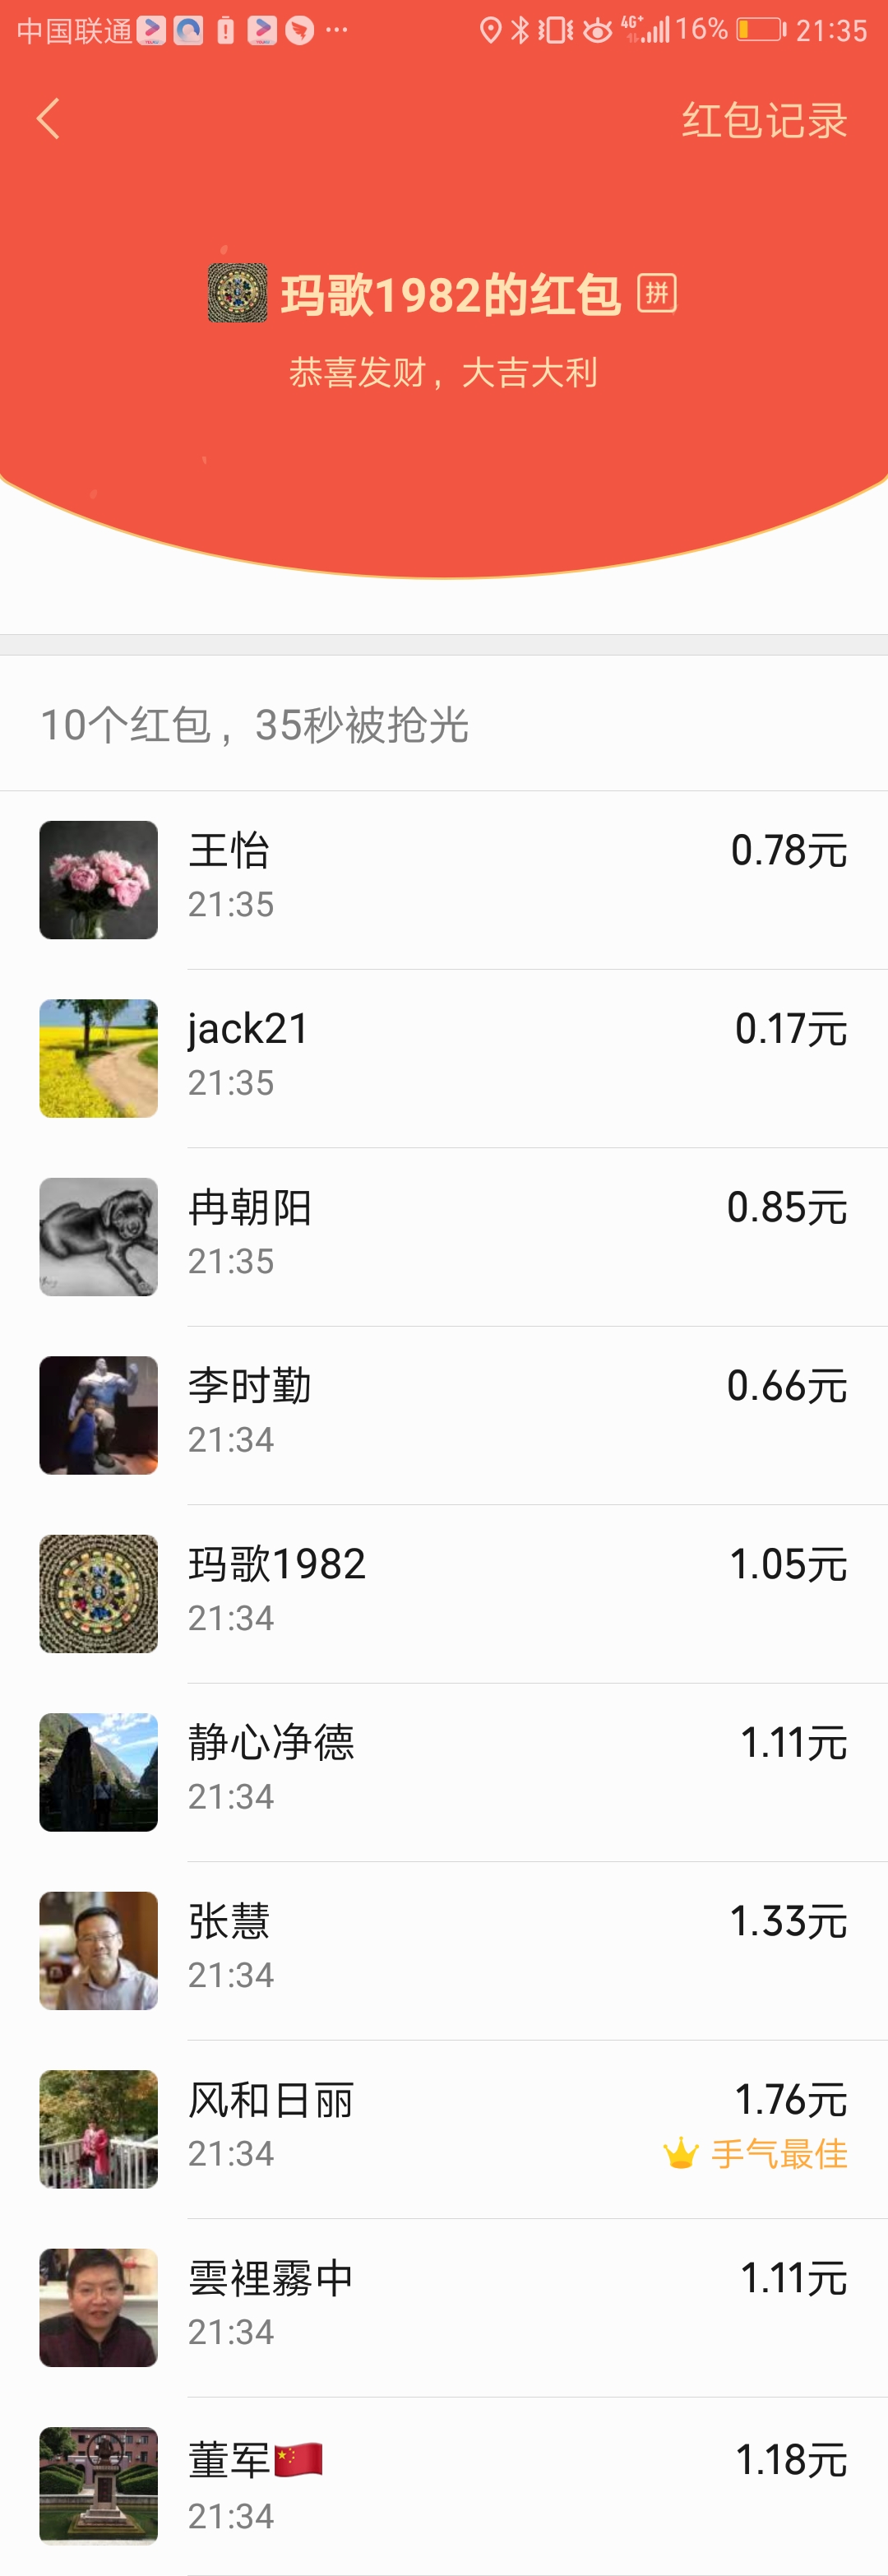 中国联通 4G+ 16% 21:35
红包记录
玛歌1982的红包 拼
恭喜发财，大吉大利
10个红包，35秒被抢光
王怡 0.78元
21:35
jack21 0.17元
21:35
冉朝阳 0.85元
21:35
李时勤 0.66元
21:34
玛歌1982 1.05元
21:34
静心净德 1.11元
21:34
张慧 1.33元
21:34
风和日丽 1.76元
21:34 手气最佳
雲裡霧中 1.11元
21:34
董军🇨🇳 1.18元
21:34